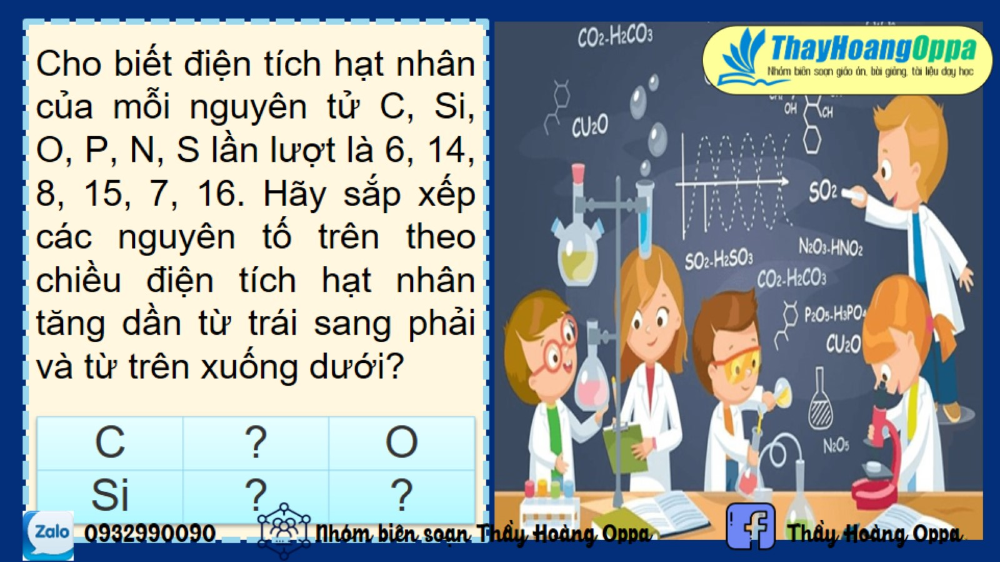 Cho biết điện tích hạt nhân
của mỗi nguyên tử C, Si,
O, P, N, S lần lượt là 6, 14,
8, 15, 7, 16. Hãy sắp xếp
các nguyên tố trên theo
chiều điện tích hạt nhân
tăng dần từ trái sang phải
và từ trên xuống dưới?
C ? O
Si ? ?
CO2-H2CO3
ThayHoangOppa
Nhóm biên soạn giáo án, bài giảng, tài liệu dạy học
OH
CH
CU2O
SO2
N2O3-HNO2
SO2-H2SO3
CO2-H2CO3
P2O5-H3PO4
CU2O
N2O5
Zalo 0932990090 Nhóm biên soạn Thầy Hoàng Oppa f Thầy Hoàng Oppa